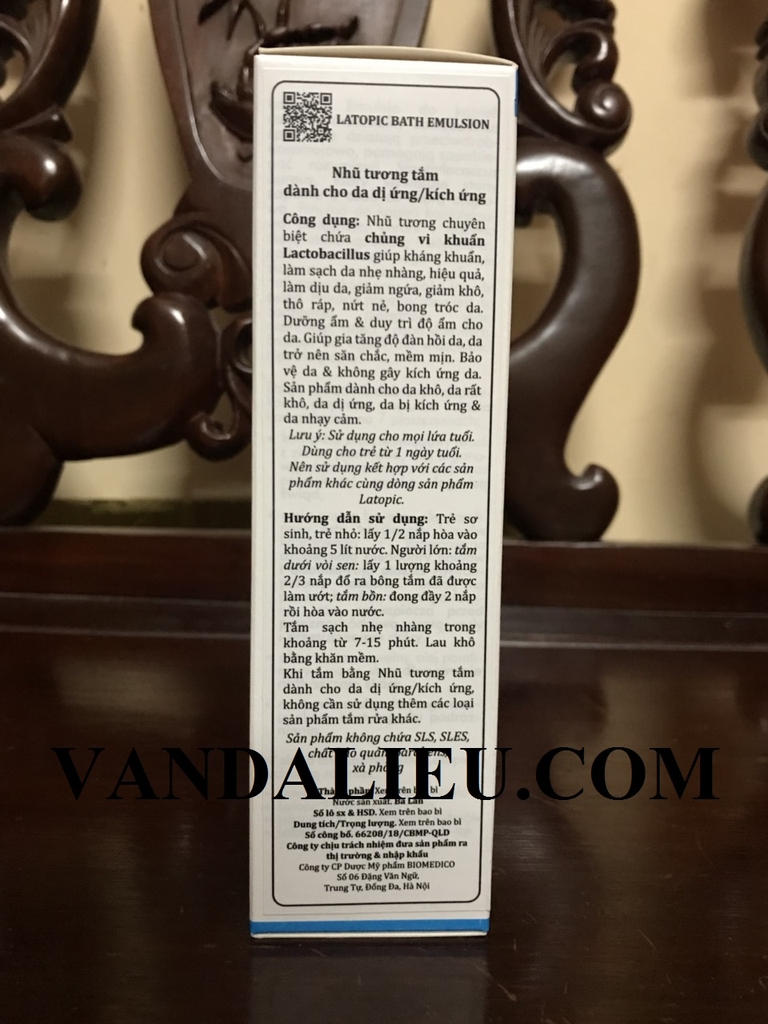 LATOPIC BATH EMULSION
Nhũ tương tắm
dành cho da dị ứng/kích ứng
Công dụng: Nhũ tương chuyên
biệt chứa chủng vi khuẩn
Lactobacillus giúp kháng khuẩn,
làm sạch da nhẹ nhàng, hiệu quả,
làm dịu da, giảm ngứa, giảm khô,
thô ráp, nứt nẻ, bong tróc da.
Dưỡng ẩm & duy trì độ ẩm cho
da. Giúp gia tăng độ đàn hồi da, da
trở nên săn chắc, mềm mịn. Bảo
vệ da & không gây kích ứng da.
Sản phẩm dành cho da khô, da rất
khô, da dị ứng, da bị kích ứng &
da nhạy cảm.
Lưu ý: Sử dụng cho mọi lứa tuổi.
Dùng cho trẻ từ 1 ngày tuổi.
Nên sử dụng kết hợp với các sản
phẩm khác cùng dòng sản phẩm
Latopic.
Hướng dẫn sử dụng: Trẻ sơ
sinh, trẻ nhỏ: lấy 1/2 nắp hòa vào
khoảng 5 lít nước. Người lớn: tắm
dưới vòi sen: lấy 1 lượng khoảng
2/3 nắp đổ ra bông tắm đã được
làm ướt; tắm bồn: đong đầy 2 nắp
rồi hòa vào nước.
Tắm sạch nhẹ nhàng trong
khoảng từ 7-15 phút. Lau khô
bằng khăn mềm.
Khi tắm bằng Nhũ tương tắm
dành cho da dị ứng/kích ứng,
không cần sử dụng thêm các loại
sản phẩm tắm rửa khác.
Sản phẩm không chứa SLS, SLES,
chất quản
xà
VANDALIEU.COM
phần. Xem trên bao bì
Nước sản xuất. Ba Lan
Số lô sx & HSD. Xem trên bao bì
Dung tích/Trọng lượng. Xem trên bao bì
Số công bố. 66208/18/CBMP-QLD
Công ty chịu trách nhiệm đưa sản phẩm ra
thị trường & nhập khẩu
Công ty CP Dược Mỹ phẩm BIOMEDICO
Số 06 Đặng Văn Ngữ,
Trung Tự, Đống Đa, Hà Nội